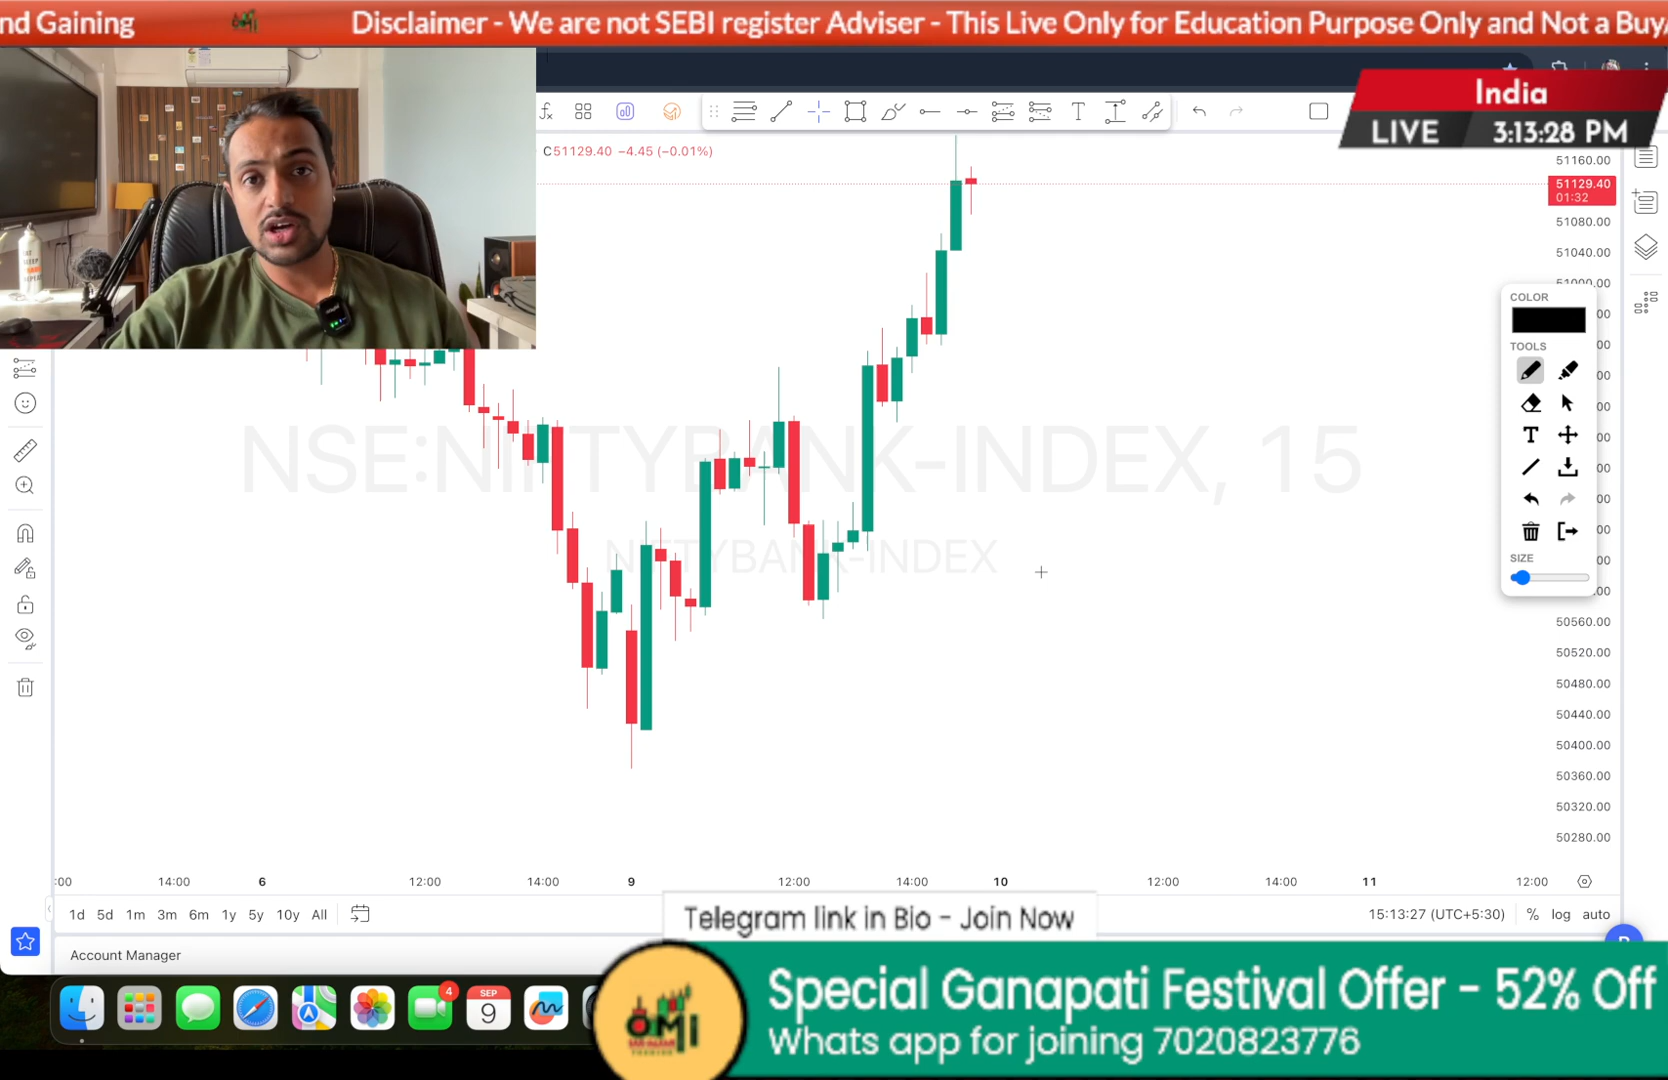 nd Gaining
Disclaimer - We are not SEBI register Adviser - This Live Only for Education Purpose Only and Not a Buy/
India
LIVE 3:13:28 PM
C51129.40 −4.45 (−0.01%)
51160.00
51129.40
01:32
51080.00
51040.00
51000.00
COLOR
TOOLS
T
SIZE
NSE:NIFTYBANK-INDEX, 15
NIFTYBANK-INDEX
50560.00
50520.00
50480.00
50440.00
50400.00
50360.00
50320.00
50280.00
:00 14:00 6 12:00 14:00 9 12:00 14:00 10 12:00 14:00 11 12:00
1d 5d 1m 3m 6m 1y 5y 10y All
15:13:27 (UTC+5:30) % log auto
Telegram link in Bio - Join Now
Account Manager
4
SEP
9
OMi
Special Ganapati Festival Offer - 52% Off
Whats app for joining 7020823776